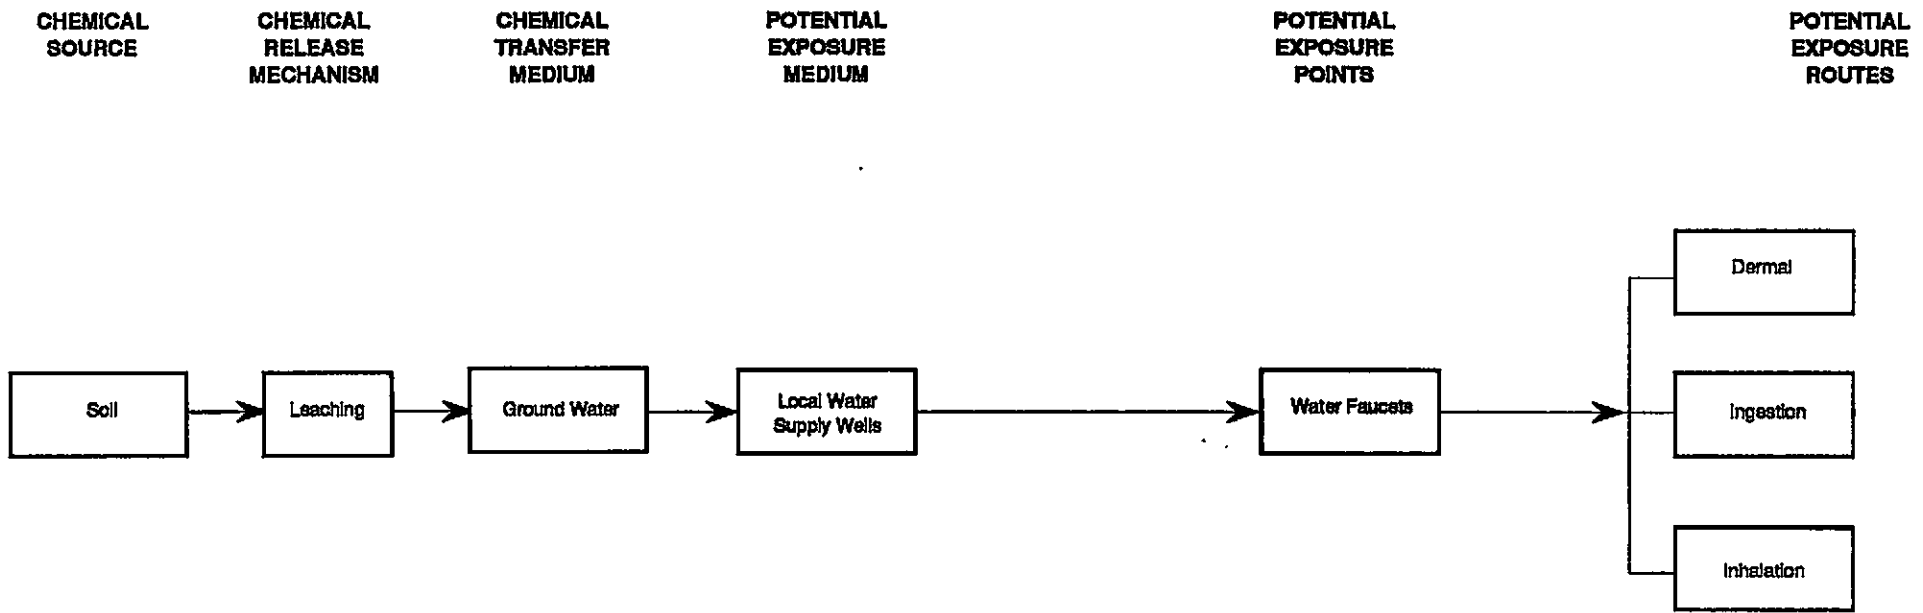 CHEMICAL
SOURCE
CHEMICAL
RELEASE
MECHANISM
CHEMICAL
TRANSFER
MEDIUM
POTENTIAL
EXPOSURE
MEDIUM
POTENTIAL
EXPOSURE
POINTS
POTENTIAL
EXPOSURE
ROUTES
Soil
Leaching
Ground Water
Local Water
Supply Wells
Water Faucets
Dermal
Ingestion
Inhalation